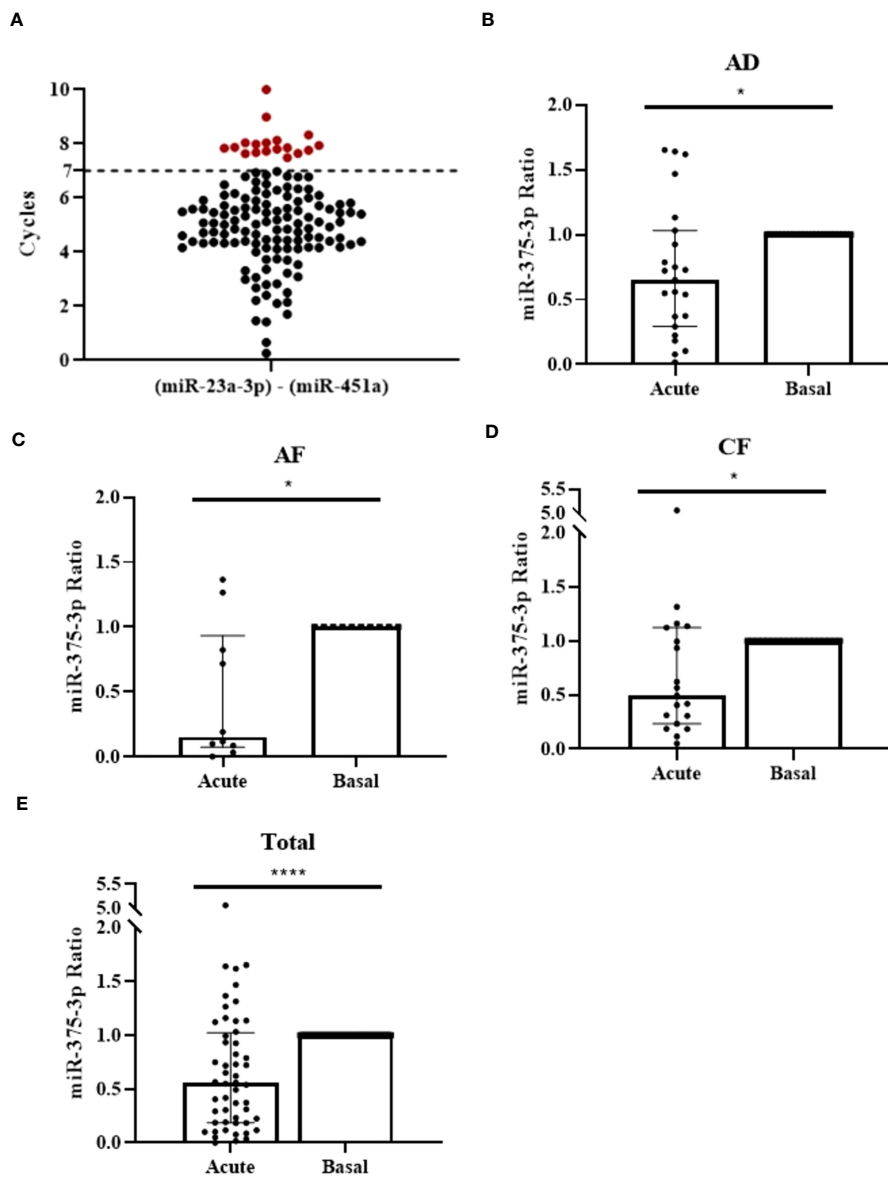 A
10
8
7
6
4
2
0
Cycles
(miR-23a-3p) - (miR-451a)
B
AD
*
2.0
1.5
1.0
0.5
0.0
miR-375-3p Ratio
Acute Basal
C
AF
*
2.0
1.5
1.0
0.5
0.0
miR-375-3p Ratio
Acute Basal
D
CF
*
5.5
5.0
2.0
1.5
1.0
0.5
0.0
miR-375-3p Ratio
Acute Basal
E
Total
****
5.5
5.0
2.0
1.5
1.0
0.5
0.0
miR-375-3p Ratio
Acute Basal